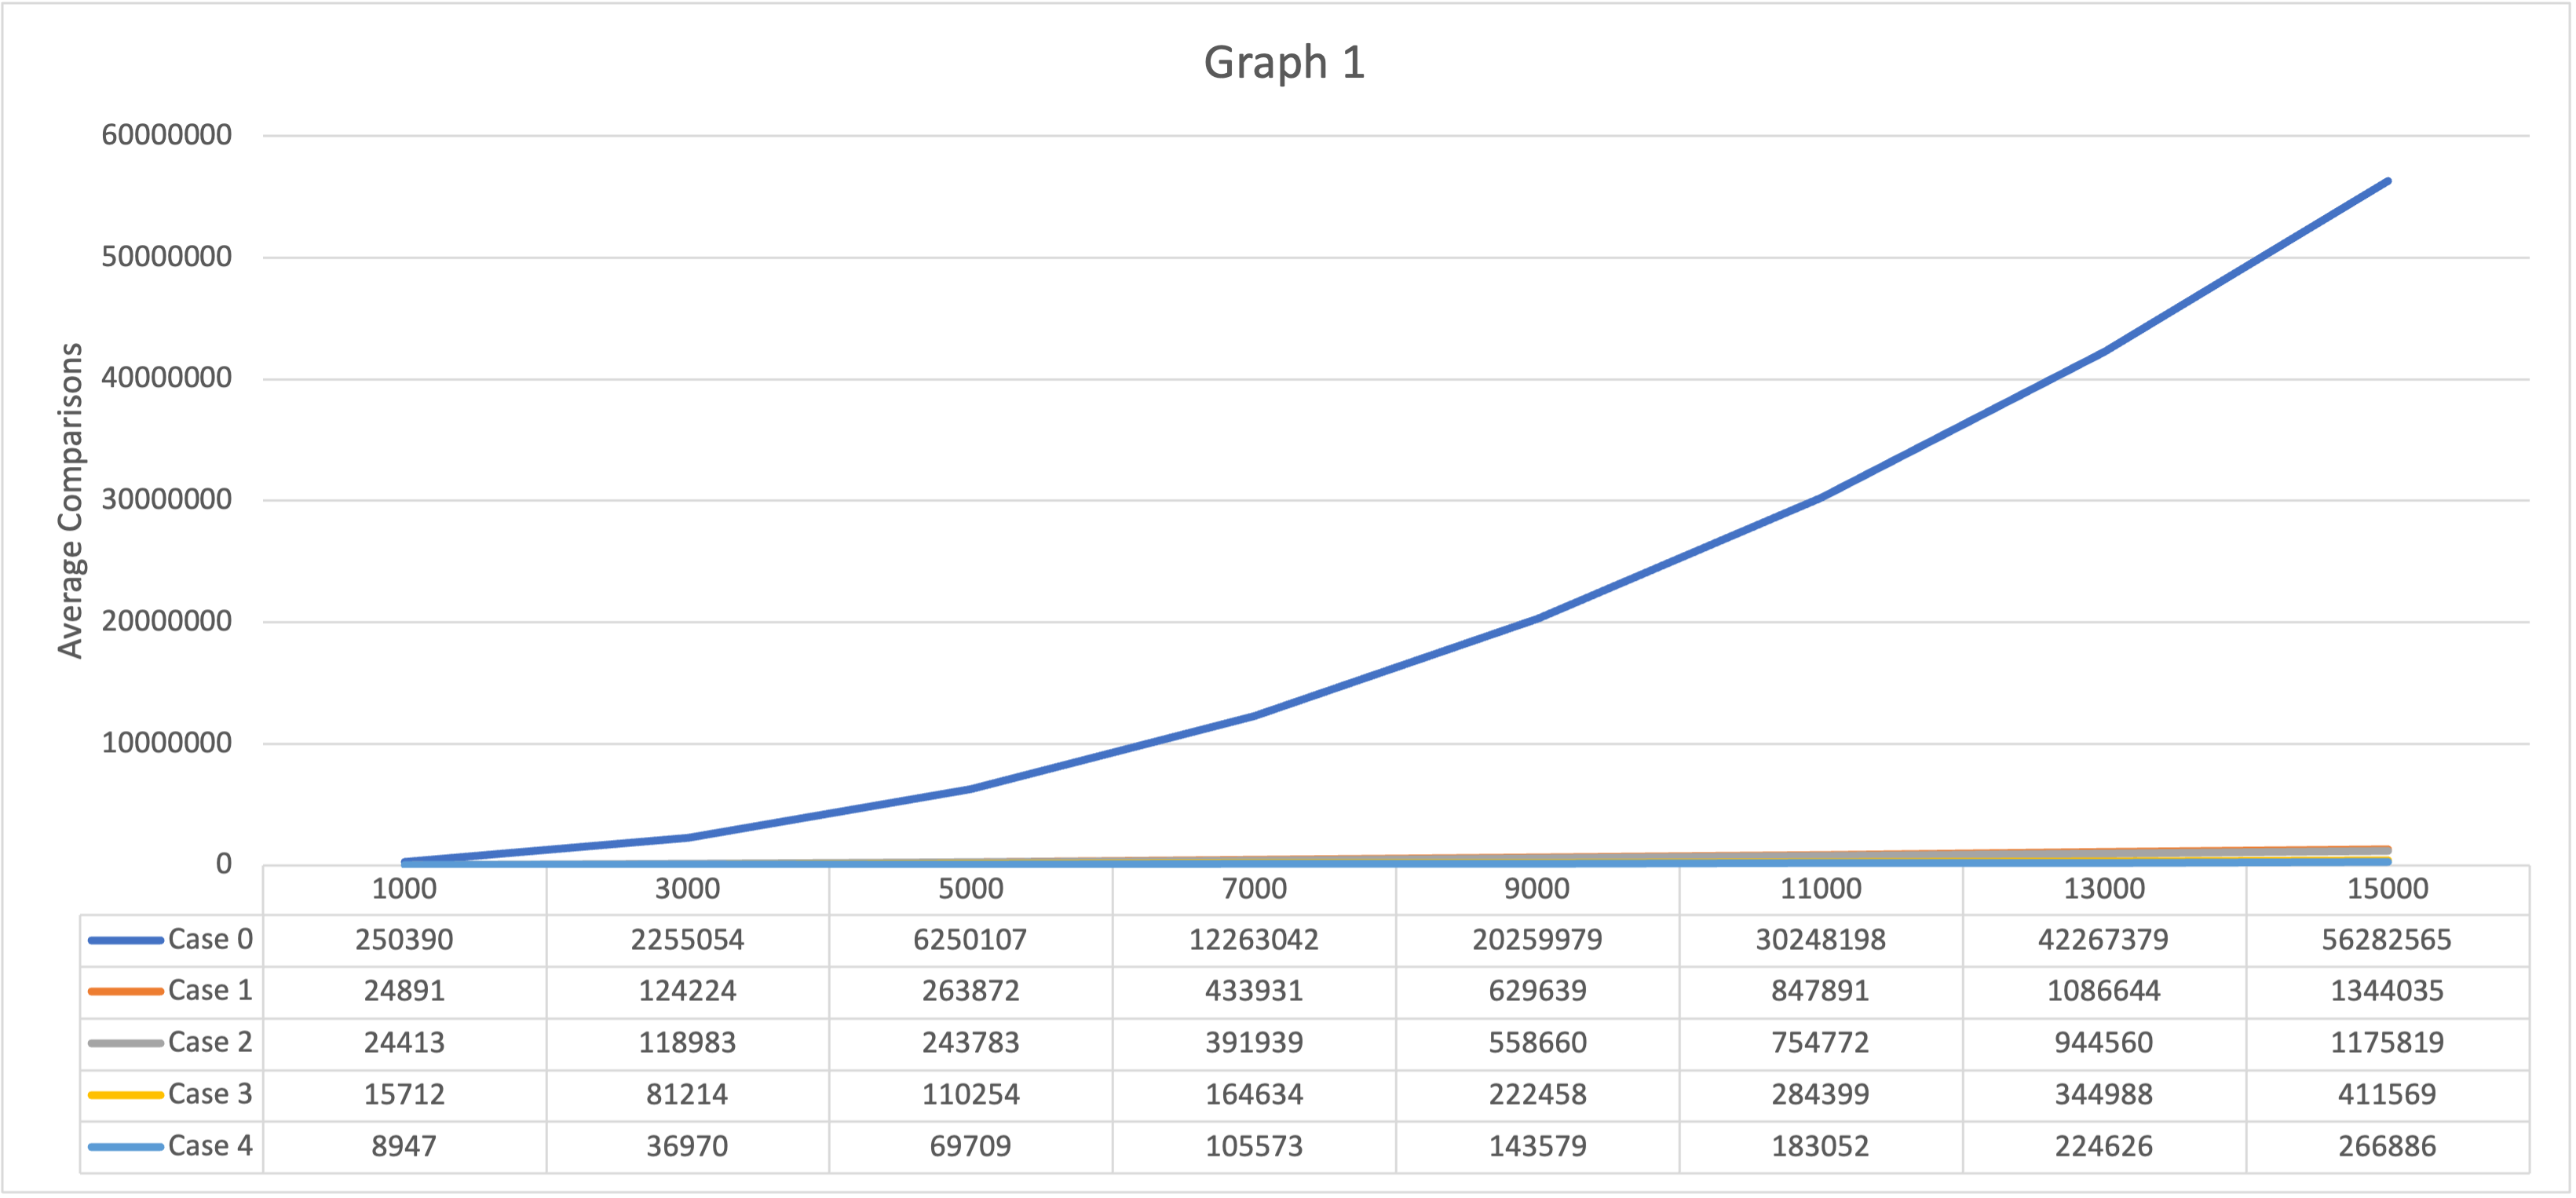 Graph 1
60000000
50000000
40000000
30000000
20000000
10000000
0
Average Comparisons
1000 3000 5000 7000 9000 11000 13000 15000
Case 0 250390 2255054 6250107 12263042 20259979 30248198 42267379 56282565
Case 1 24891 124224 263872 433931 629639 847891 1086644 1344035
Case 2 24413 118983 243783 391939 558660 754772 944560 1175819
Case 3 15712 81214 110254 164634 222458 284399 344988 411569
Case 4 8947 36970 69709 105573 143579 183052 224626 266886